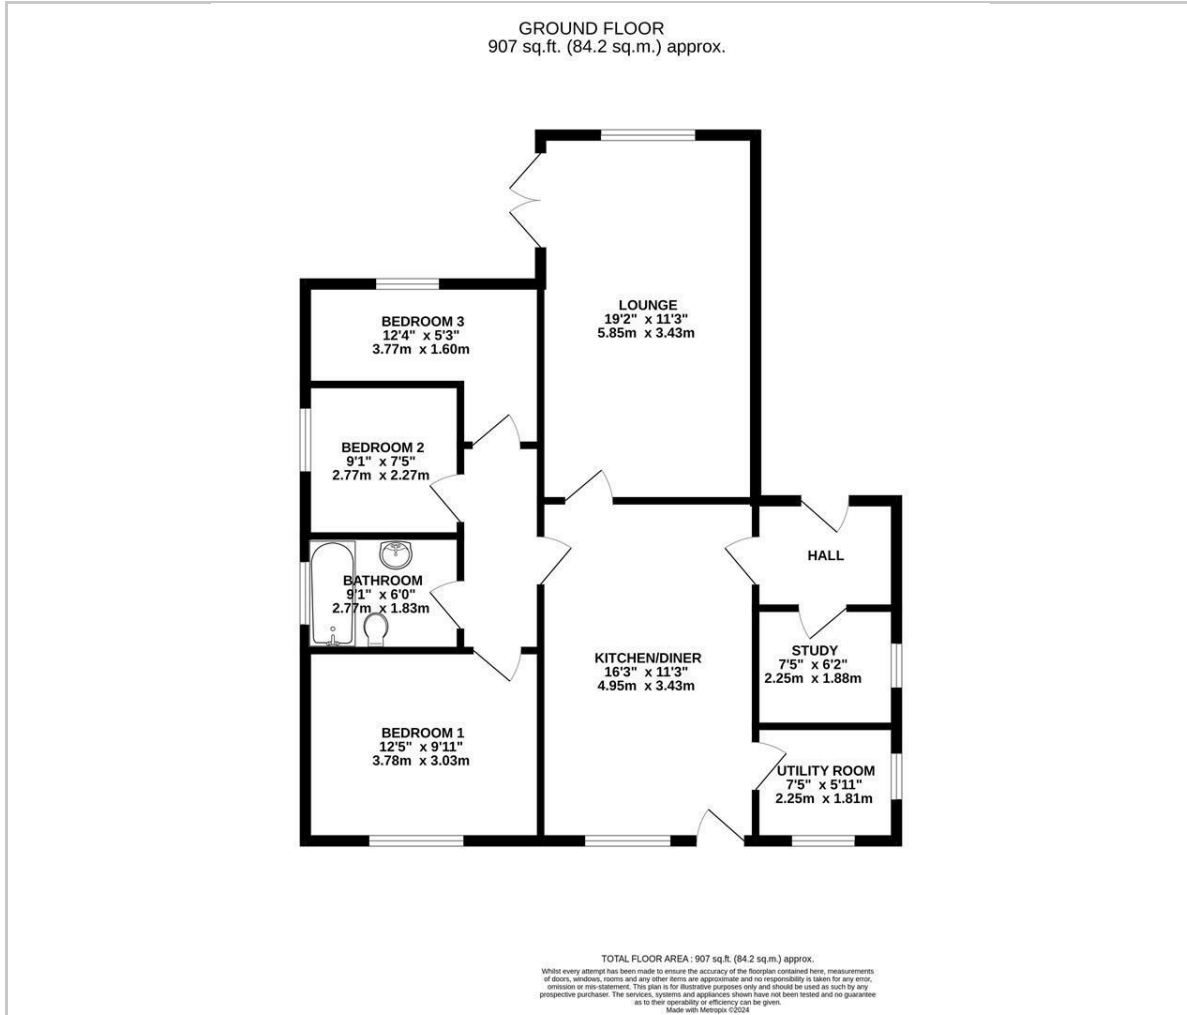 GROUND FLOOR
907 sq.ft. (84.2 sq.m.) approx.
LOUNGE
19'2" x 11'3"
5.85m x 3.43m
BEDROOM 3
12'4" x 5'3"
3.77m x 1.60m
BEDROOM 2
9'1" x 7'5"
2.77m x 2.27m
HALL
BATHROOM
9'1" x 6'0"
2.77m x 1.83m
KITCHEN/DINER
16'3" x 11'3"
4.95m x 3.43m
STUDY
7'5" x 6'2"
2.25m x 1.88m
BEDROOM 1
12'5" x 9'11"
3.78m x 3.03m
UTILITY ROOM
7'5" x 5'11"
2.25m x 1.81m
TOTAL FLOOR AREA : 907 sq.ft. (84.2 sq.m.) approx.
Whilst every attempt has been made to ensure the accuracy of the floorplan contained here, measurements
of doors, windows, rooms and any other items are approximate and no responsibility is taken for any error,
omission or mis-statement. This plan is for illustrative purposes only and should be used as such by any
prospective purchaser. The services, systems and appliances shown have not been tested and no guarantee
as to their operability or efficiency can be given.
Made with Metropix ©2024